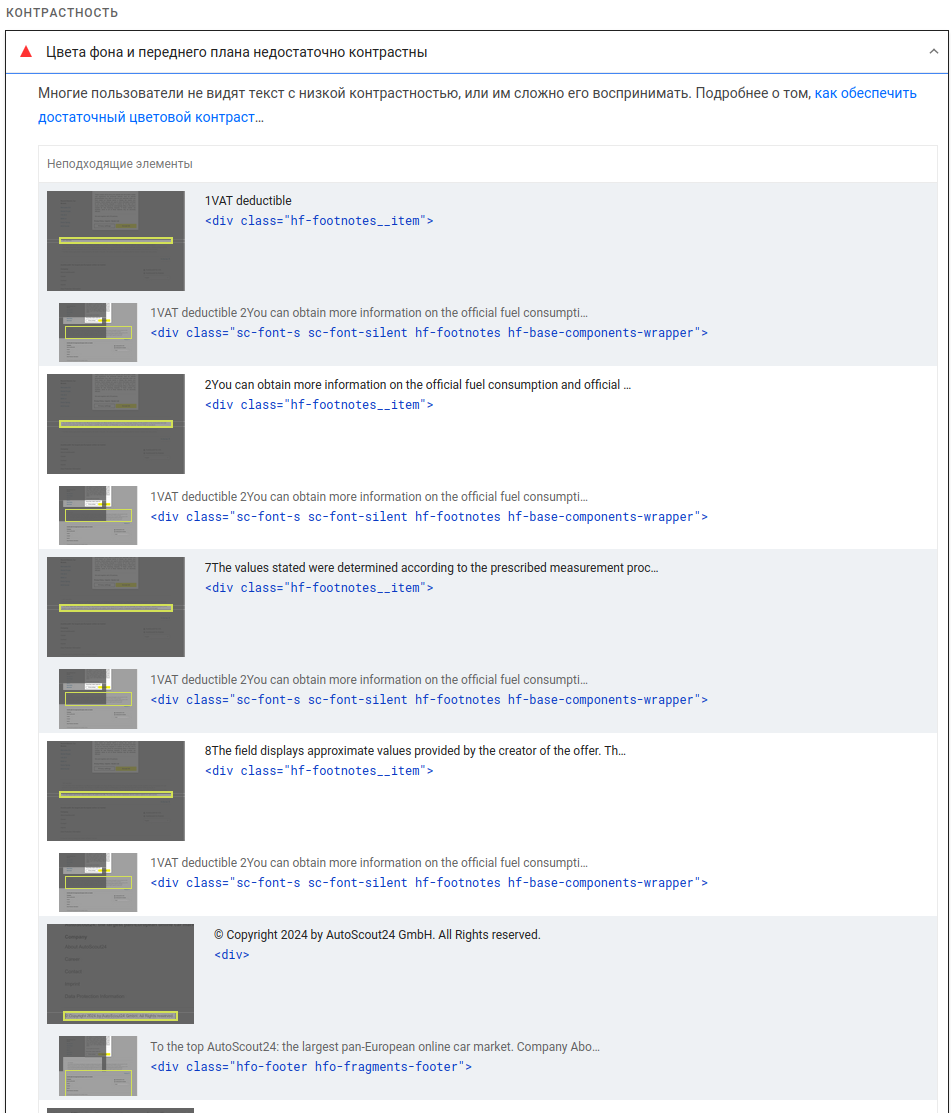 КОНТРАСТНОСТЬ
Цвета фона и переднего плана недостаточно контрастны
Многие пользователи не видят текст с низкой контрастностью, или им сложно его воспринимать. Подробнее о том, как обеспечить
достаточный цветовой контраст…
Неподходящие элементы
1VAT deductible
<div class="hf-footnotes__item">
1VAT deductible 2You can obtain more information on the official fuel consumpti…
<div class="sc-font-s sc-font-silent hf-footnotes hf-base-components-wrapper">
2You can obtain more information on the official fuel consumption and official …
<div class="hf-footnotes__item">
1VAT deductible 2You can obtain more information on the official fuel consumpti…
<div class="sc-font-s sc-font-silent hf-footnotes hf-base-components-wrapper">
7The values stated were determined according to the prescribed measurement proc…
<div class="hf-footnotes__item">
1VAT deductible 2You can obtain more information on the official fuel consumpti…
<div class="sc-font-s sc-font-silent hf-footnotes hf-base-components-wrapper">
8The field displays approximate values provided by the creator of the offer. Th…
<div class="hf-footnotes__item">
1VAT deductible 2You can obtain more information on the official fuel consumpti…
<div class="sc-font-s sc-font-silent hf-footnotes hf-base-components-wrapper">
© Copyright 2024 by AutoScout24 GmbH. All Rights reserved.
<div>
To the top AutoScout24: the largest pan-European online car market. Company Abo…
<div class="hfo-footer hfo-fragments-footer">